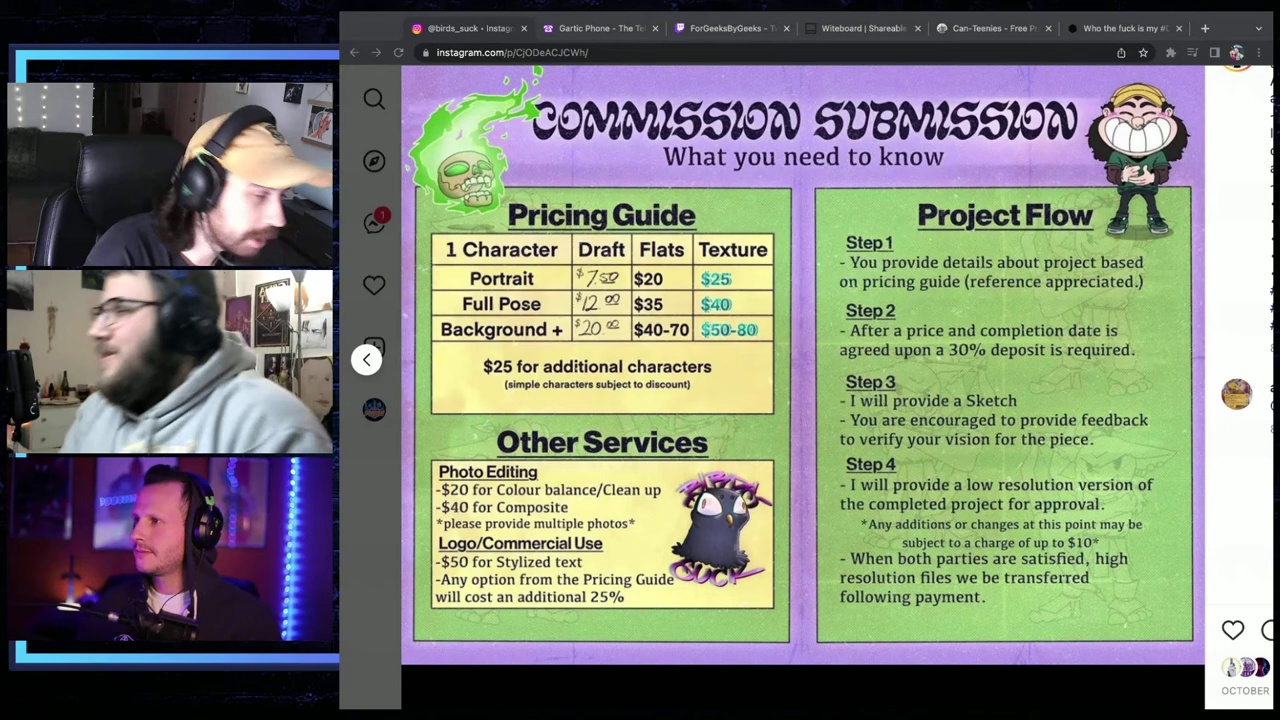 @birds_suck • Instag
Gartic Phone - The Te
ForGeeksByGeeks - Tw
Witeboard | Shareable
Can-Teenies - Free Pr
Who the fuck is my #D
instagram.com/p/CjODeACJCWh/
COMMISSION SUBMISSION
What you need to know
Pricing Guide
1 Character Draft Flats Texture
Portrait $7.50 $20 $25
Full Pose $12.00 $35 $40
Background + $20.00 $40-70 $50-80
$25 for additional characters
(simple characters subject to discount)
Other Services
Photo Editing
-$20 for Colour balance/Clean up
-$40 for Composite
*please provide multiple photos*
Logo/Commercial Use
-$50 for Stylized text
-Any option from the Pricing Guide
will cost an additional 25%
BIRDS
SUCK
Project Flow
Step 1
- You provide details about project based
on pricing guide (reference appreciated.)
Step 2
- After a price and completion date is
agreed upon a 30% deposit is required.
Step 3
- I will provide a Sketch
- You are encouraged to provide feedback
to verify your vision for the piece.
Step 4
- I will provide a low resolution version of
the completed project for approval.
*Any additions or changes at this point may be
subject to a charge of up to $10*
- When both parties are satisfied, high
resolution files we be transferred
following payment.
1
OCTOBER